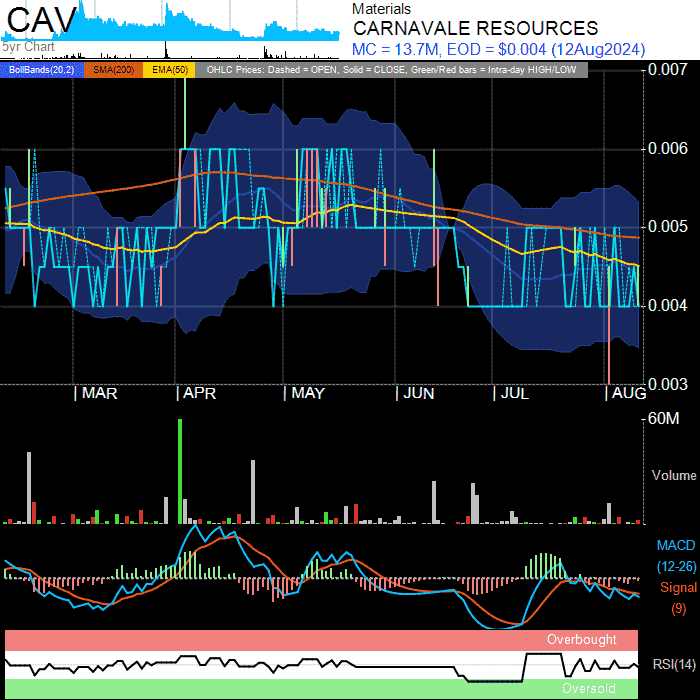 CAV
5yr Chart
Materials
CARNAVALE RESOURCES
MC = 13.7M, EOD = $0.004 (12Aug2024)
BollBands(20,2) SMA(200) EMA(50) OHLC Prices: Dashed = OPEN, Solid = CLOSE, Green/Red bars = Intra-day HIGH/LOW
0.007
0.006
0.005
0.004
0.003
MAR APR MAY JUN JUL AUG
60M
Volume
MACD
(12-26)
Signal
(9)
Overbought
RSI(14)
Oversold